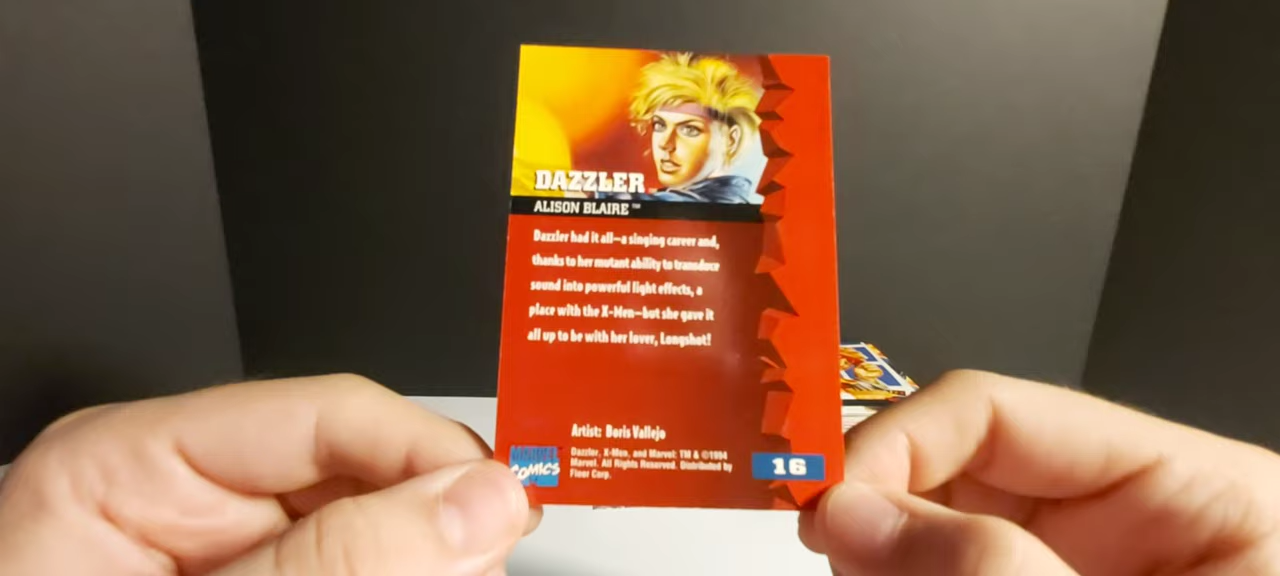 DAZZLER™
ALISON BLAIRE™
Dazzler had it all—a singing career and,
thanks to her mutant ability to transduce
sound into powerful light effects, a
place with the X-Men—but she gave it
all up to be with her lover, Longshot!
Artist: Boris Vallejo
MARVEL
COMICS
Dazzler, X-Men, and Marvel: TM & ©1994
Marvel. All Rights Reserved. Distributed by
Fleer Corp.
16